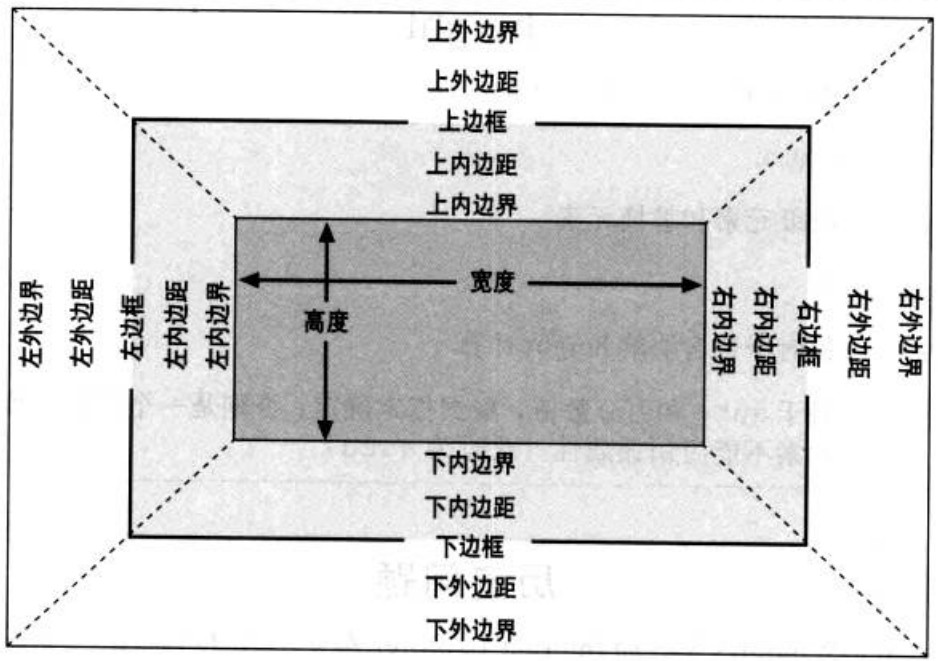 上外边界
上外边距
上边框
上内边距
上内边界
宽度
高度
左外边界
左外边距
左边框
左内边距
左内边界
右内边界
右内边距
右边框
右外边距
右外边界
下内边界
下内边距
下边框
下外边距
下外边界